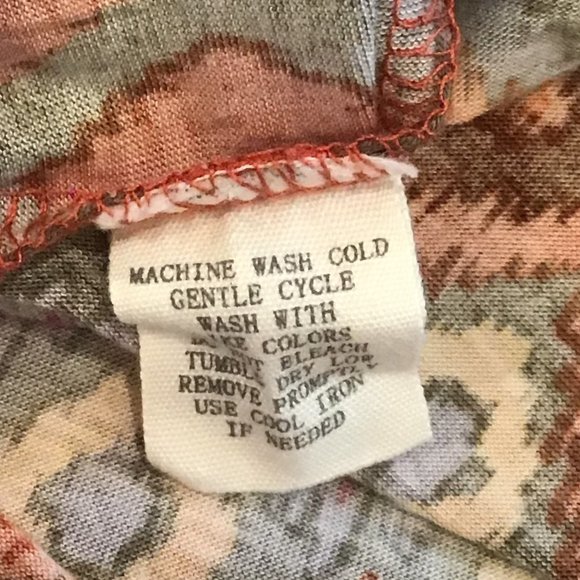 MACHINE WASH COLD
GENTLE CYCLE
WASH WITH
COLORS
BLEACH
TUMBLE DRY LOW
REMOVE PROMPTLY
USE COOL IRON
IF NEEDED